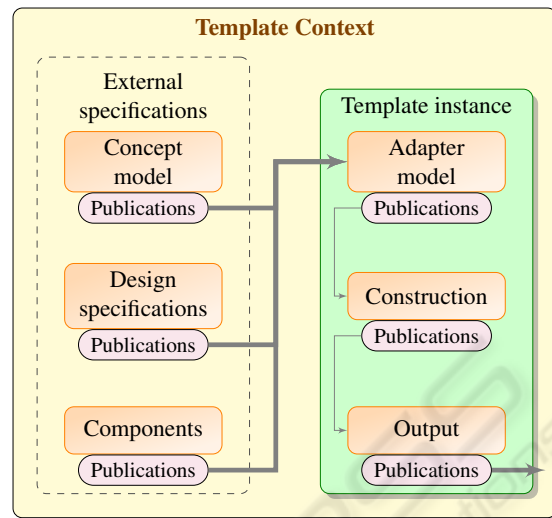 Template Context
External
specifications
Concept
model
Publications
Design
specifications
Publications
Components
Publications
Template instance
Adapter
model
Publications
Construction
Publications
Output
Publications